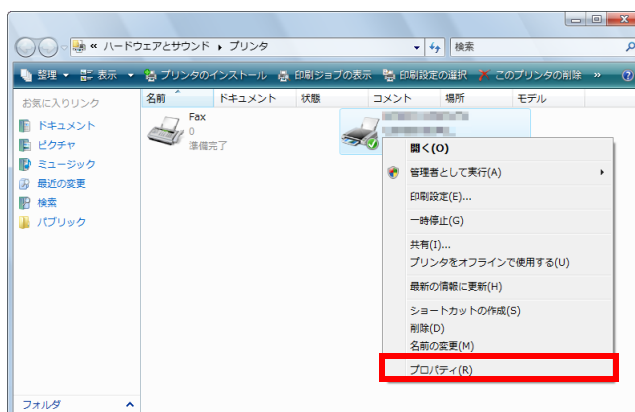 « ハードウェアとサウンド ▸ プリンタ 検索
整理 表示 プリンタのインストール 印刷ジョブの表示 印刷設定の選択 このプリンタの削除 »
お気に入りリンク
ドキュメント
ピクチャ
ミュージック
最近の変更
検索
パブリック
フォルダ
名前 ドキュメント 状態 コメント 場所 モデル
Fax
0
準備完了
開く(O)
管理者として実行(A)
印刷設定(E)...
一時停止(G)
共有(I)...
プリンタをオフラインで使用する(U)
最新の情報に更新(H)
ショートカットの作成(S)
削除(D)
名前の変更(M)
プロパティ(R)